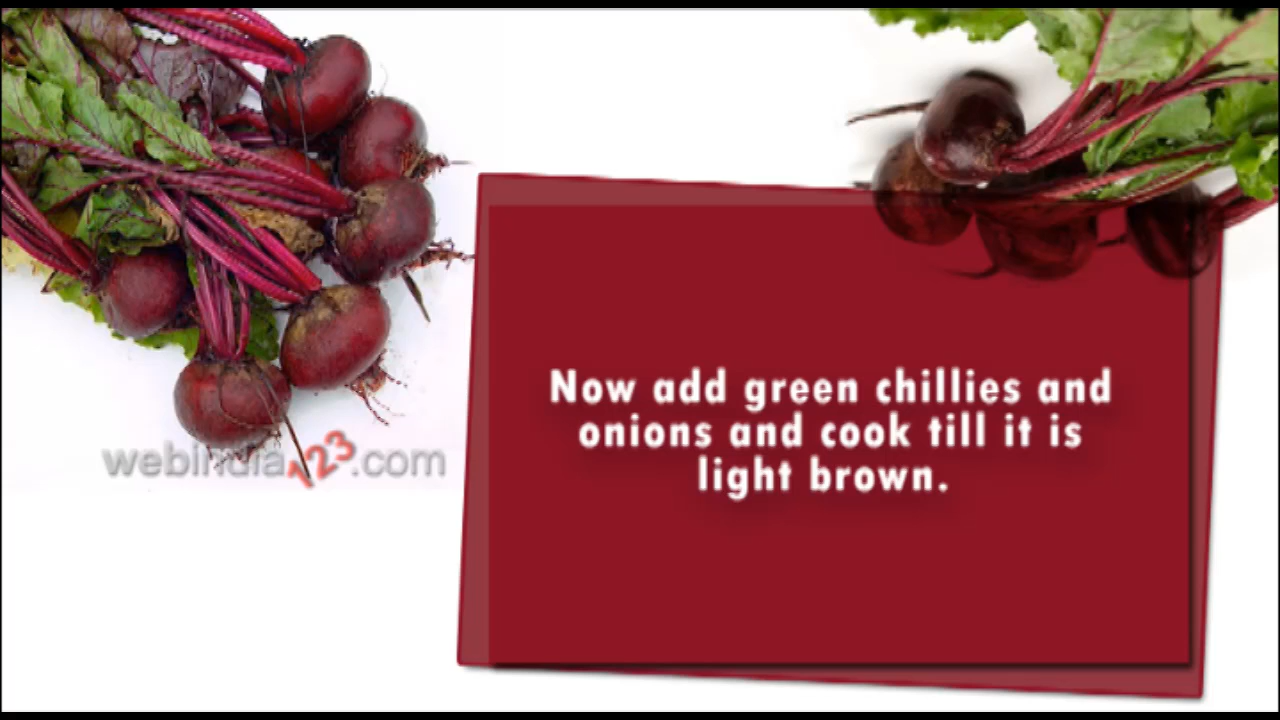 Now add green chillies and
onions and cook till it is
light brown.
webindia123.com